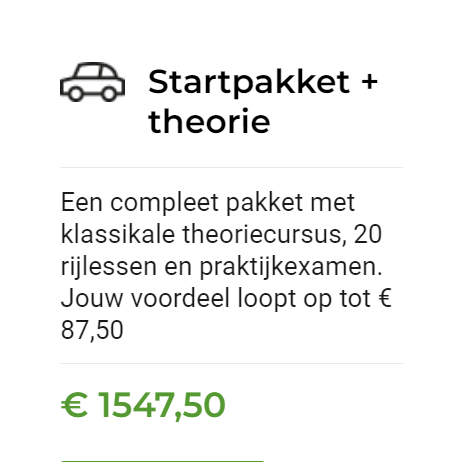 Startpakket +
theorie
Een compleet pakket met
klassikale theoriecursus, 20
rijlessen en praktijkexamen.
Jouw voordeel loopt op tot €
87,50
€ 1547,50